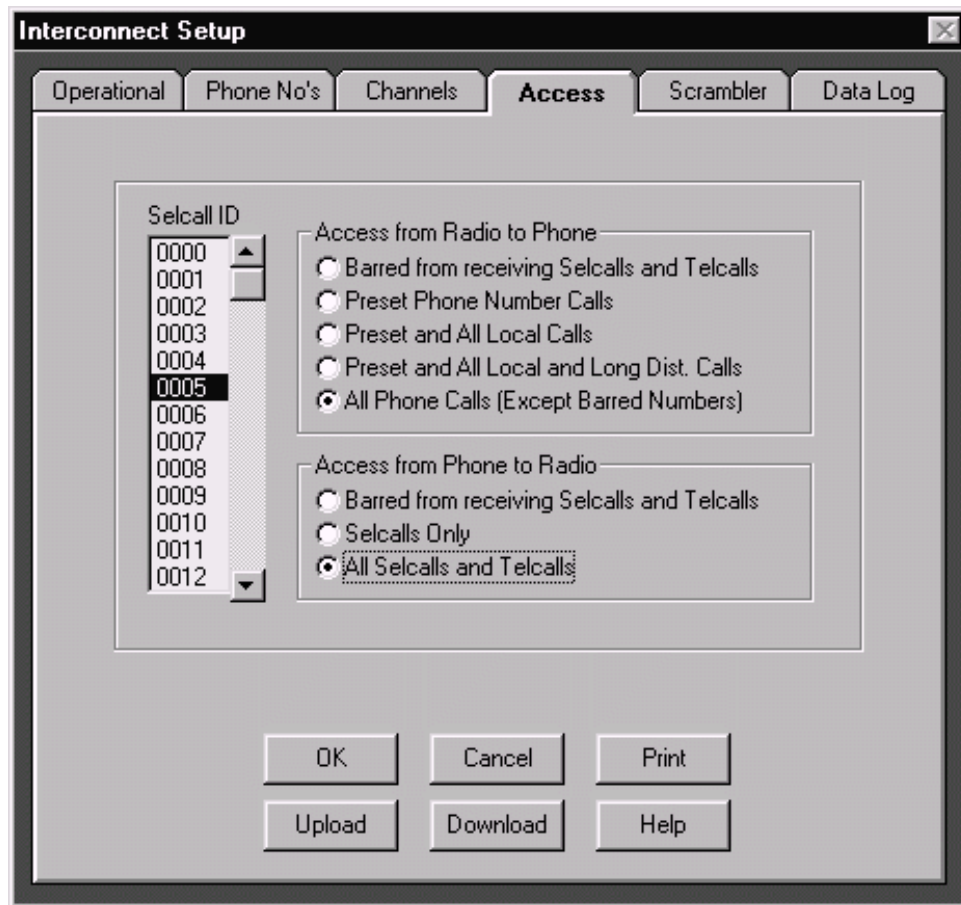 Interconnect Setup
Operational Phone No's Channels Access Scrambler Data Log
Selcall ID
0000
0001
0002
0003
0004
0005
0006
0007
0008
0009
0010
0011
0012
Access from Radio to Phone
Barred from receiving Selcalls and Telcalls
Preset Phone Number Calls
Preset and All Local Calls
Preset and All Local and Long Dist. Calls
All Phone Calls (Except Barred Numbers)
Access from Phone to Radio
Barred from receiving Selcalls and Telcalls
Selcalls Only
All Selcalls and Telcalls
OK Cancel Print
Upload Download Help